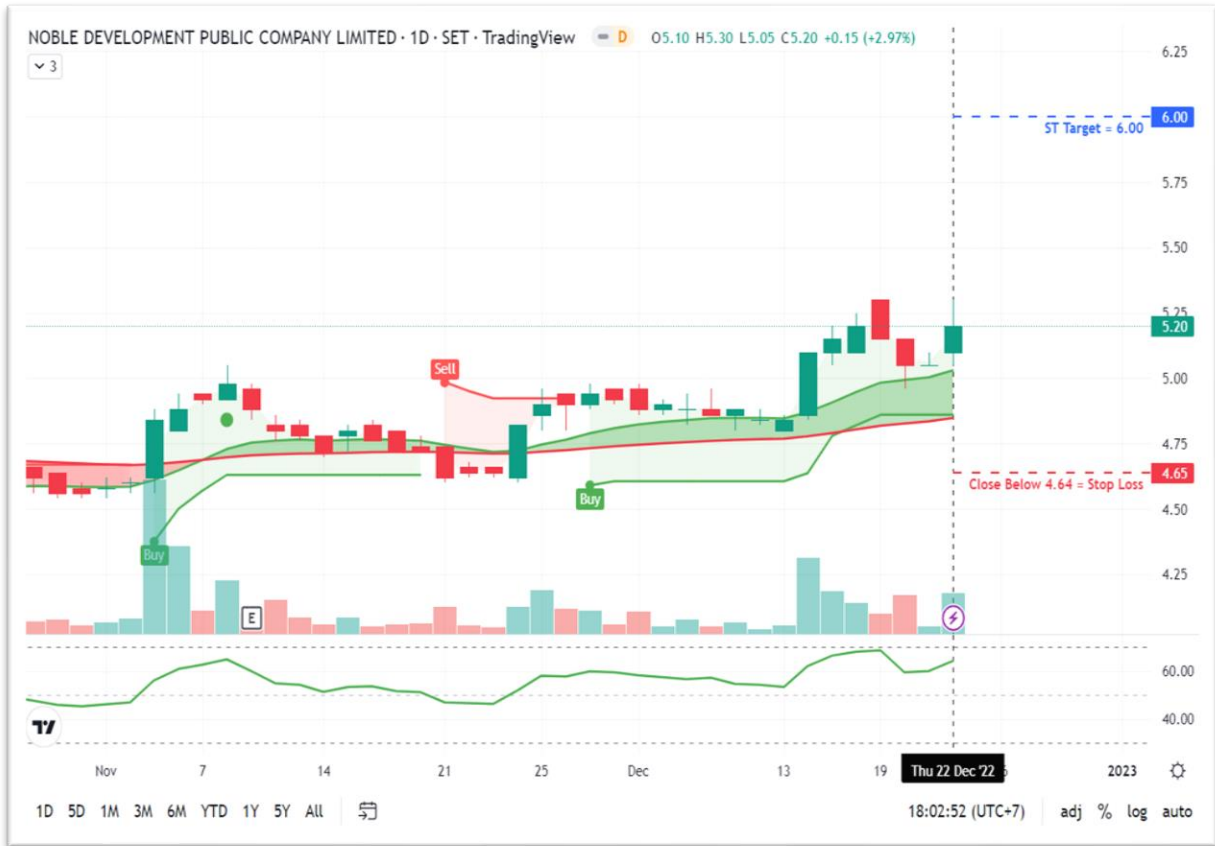 NOBLE DEVELOPMENT PUBLIC COMPANY LIMITED · 1D · SET · TradingView D O5.10 H5.30 L5.05 C5.20 +0.15 (+2.97%)
3
6.25
6.00
ST Target = 6.00
5.75
5.50
5.25
5.20
5.00
Sell
4.75
4.65
Close Below 4.64 = Stop Loss
Buy
4.50
Buy
4.25
E
60.00
40.00
Nov 7 14 21 25 Dec 13 19 Thu 22 Dec '22 2023
1D 5D 1M 3M 6M YTD 1Y 5Y All 18:02:52 (UTC+7) adj % log auto